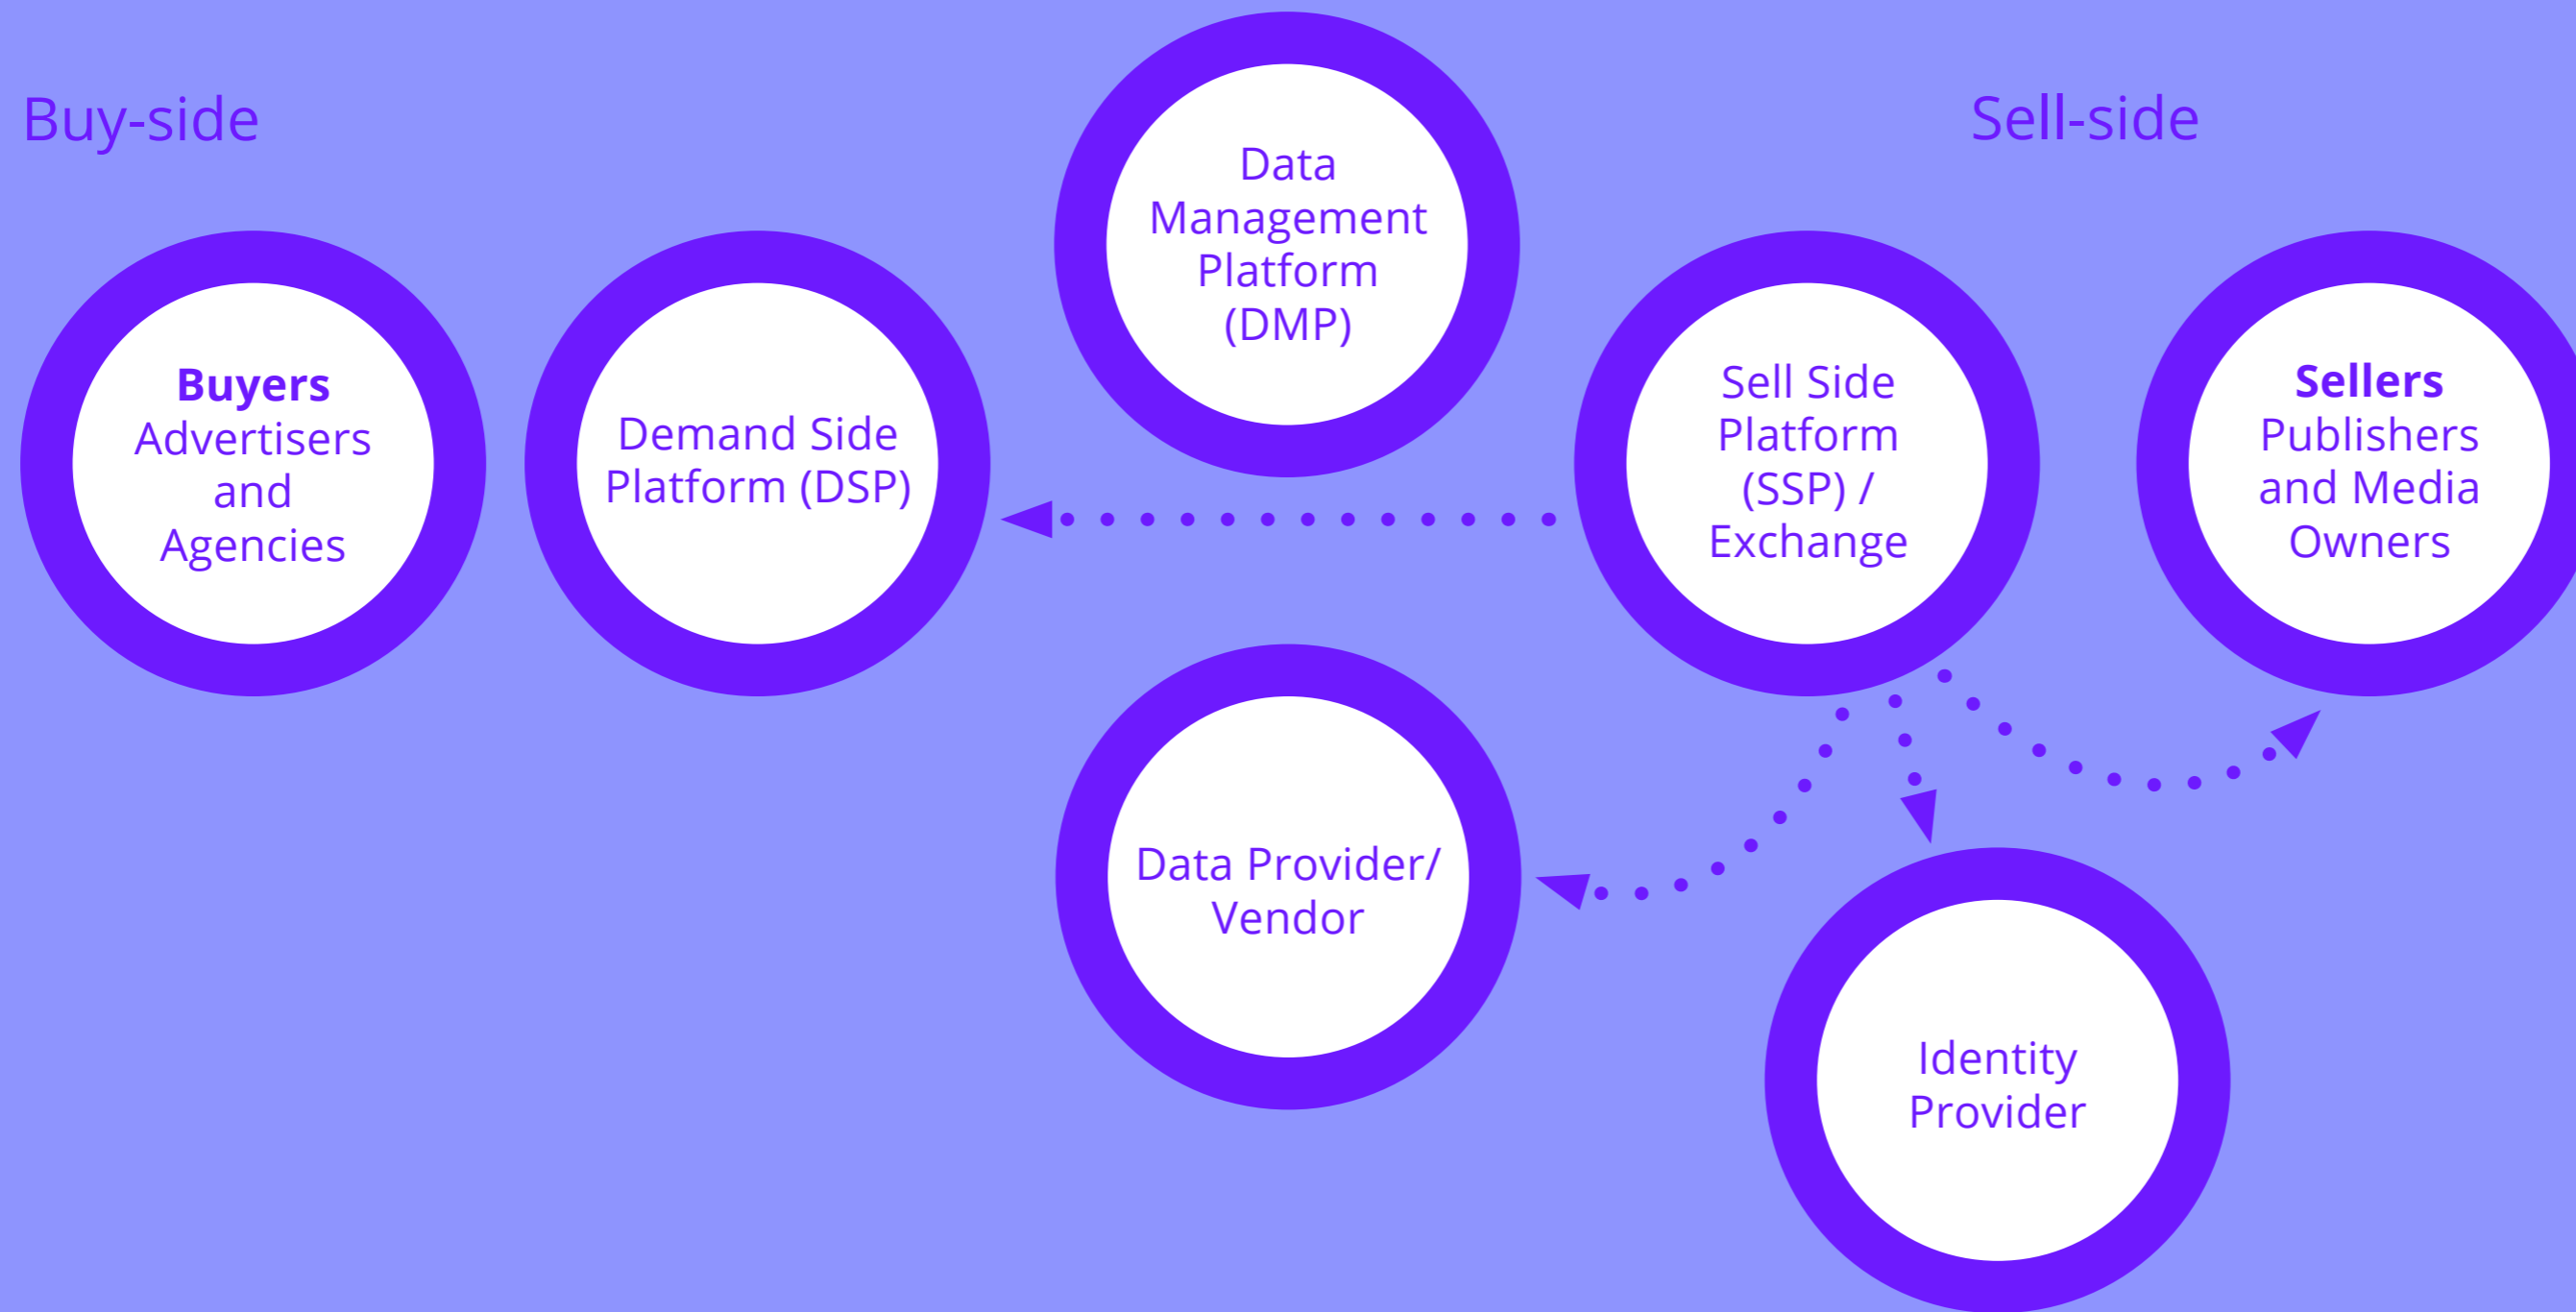 Buy-side
Sell-side
Data
Management
Platform
(DMP)
Buyers
Advertisers
and
Agencies
Demand Side
Platform (DSP)
Sell Side
Platform
(SSP) /
Exchange
Sellers
Publishers
and Media
Owners
Data Provider/
Vendor
Identity
Provider